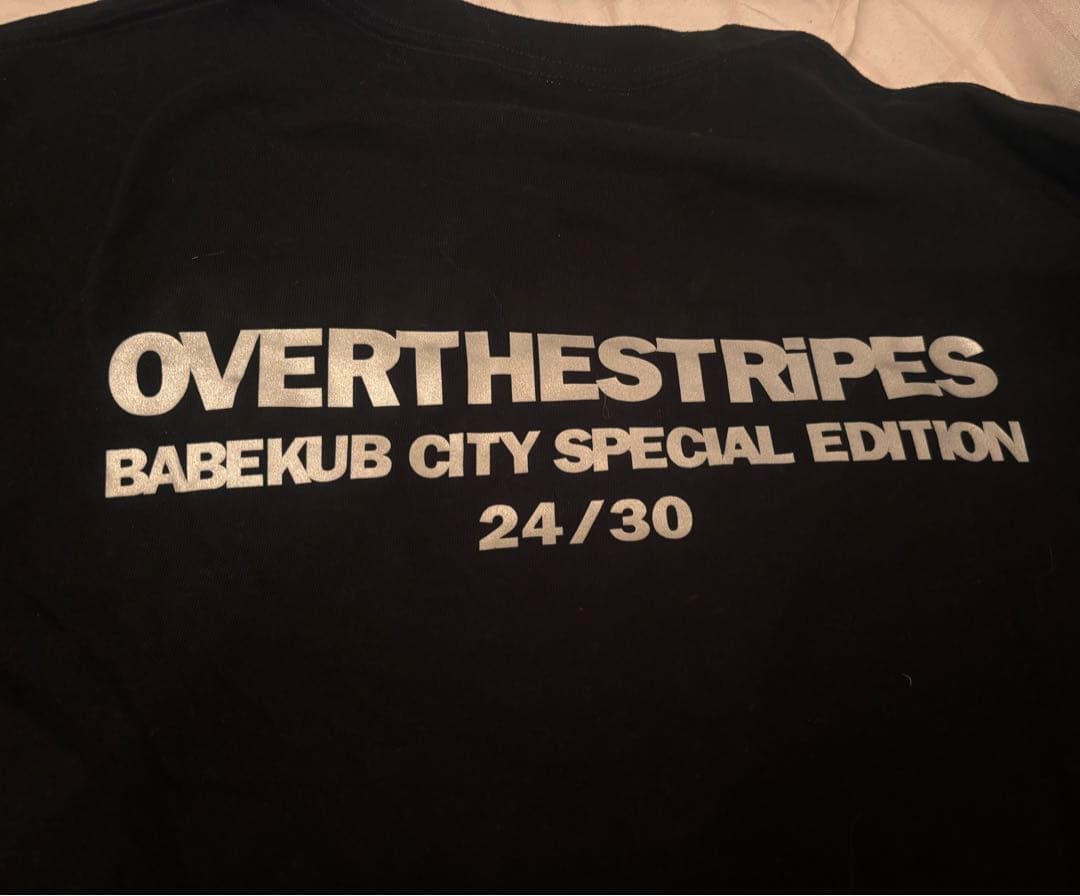 OVERTHESTRiPES
BABEKUB CITY SPECIAL EDITION
24/30